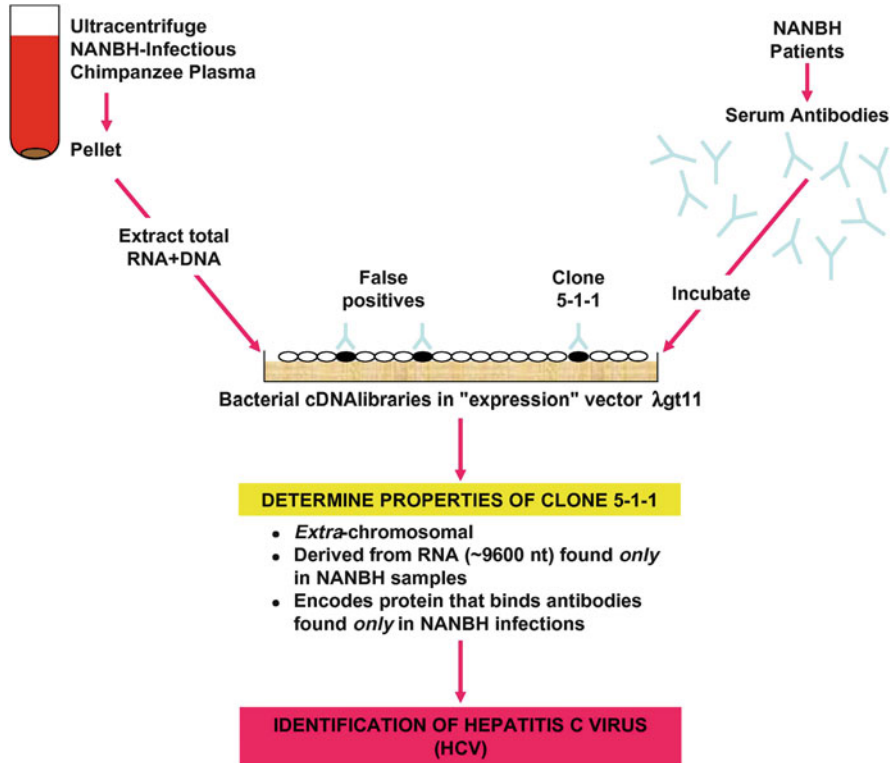 Ultracentrifuge
NANBH-Infectious
Chimpanzee Plasma
Pellet
Extract total
RNA+DNA
NANBH
Patients
Serum Antibodies
Incubate
False
positives
Clone
5-1-1
Bacterial cDNAlibraries in "expression" vector λgt11
DETERMINE PROPERTIES OF CLONE 5-1-1
• Extra-chromosomal
• Derived from RNA (~9600 nt) found only
in NANBH samples
• Encodes protein that binds antibodies
found only in NANBH infections
IDENTIFICATION OF HEPATITIS C VIRUS
(HCV)